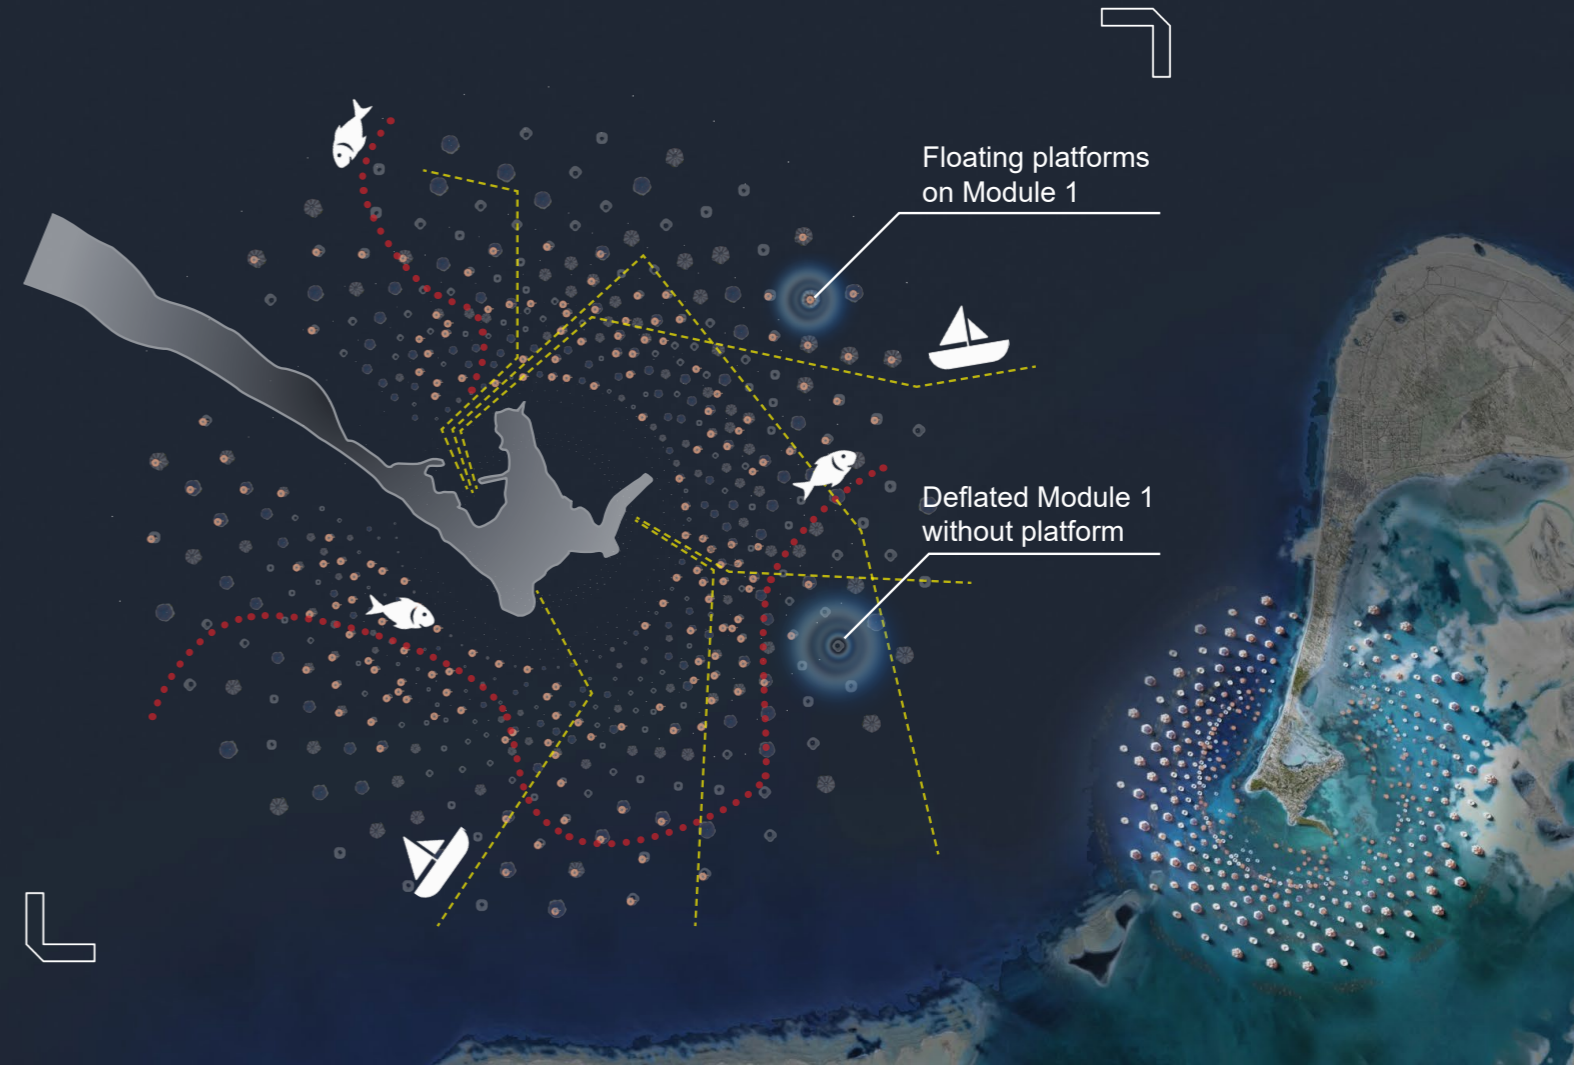 Floating platforms
on Module 1
Deflated Module 1
without platform